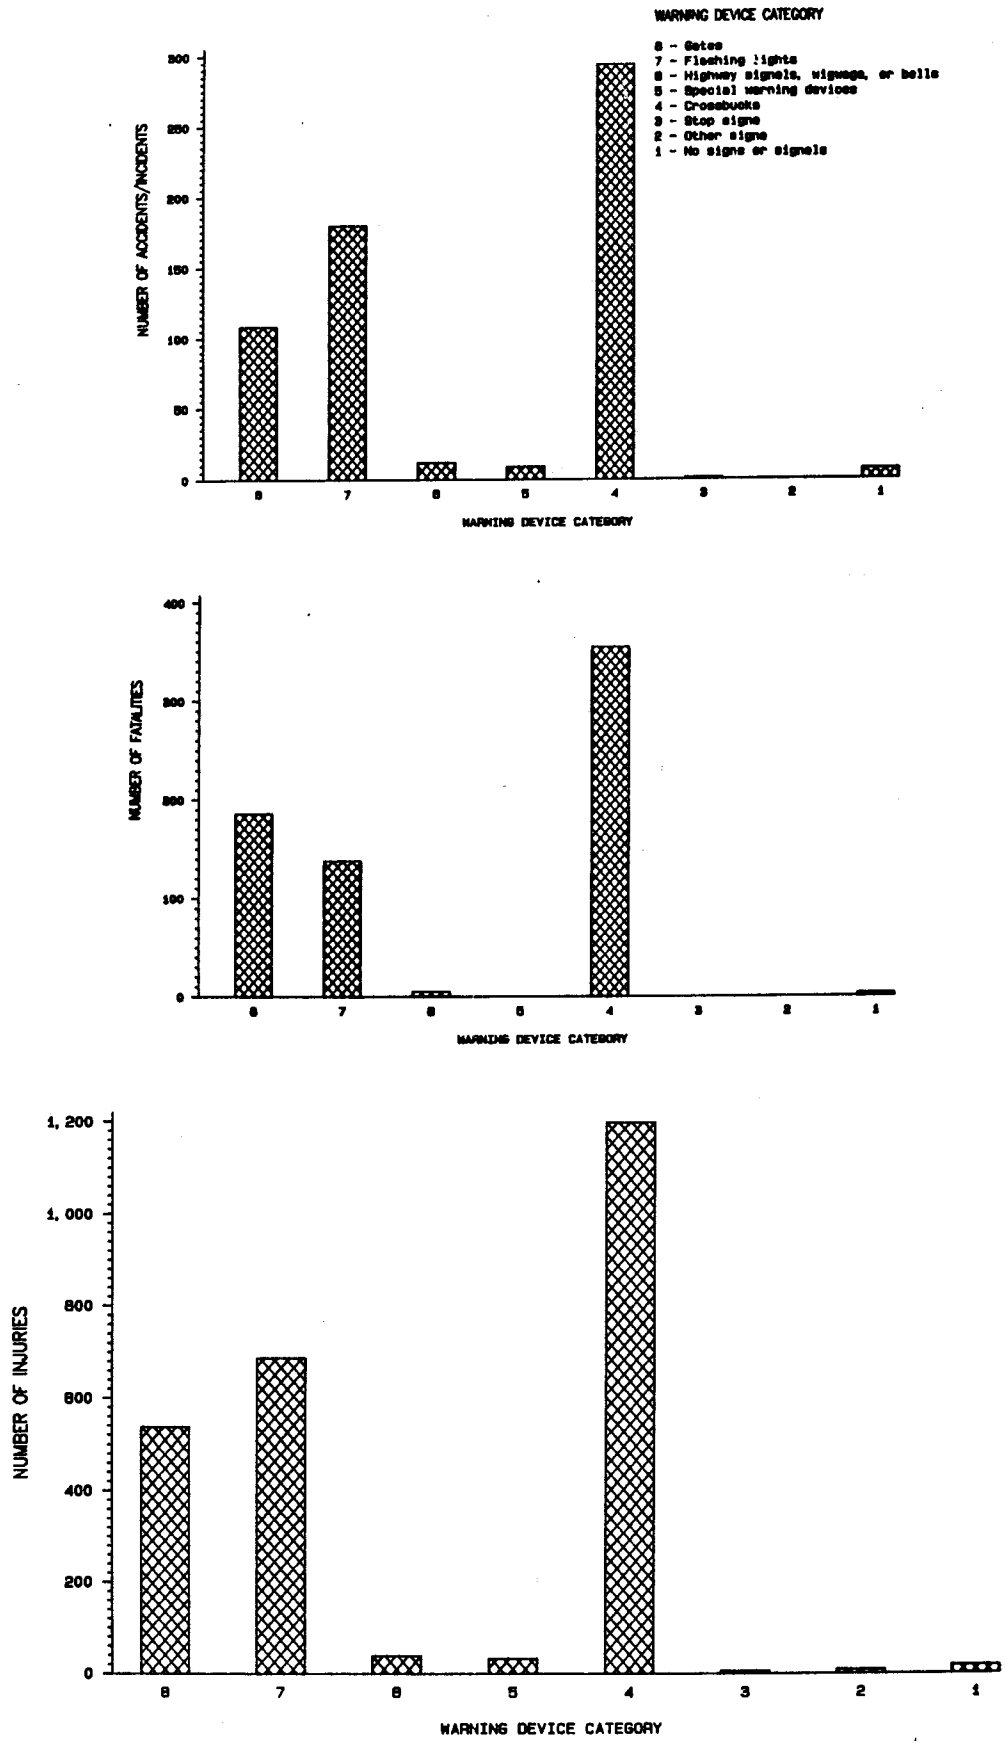 WARNING DEVICE CATEGORY
8 - Gates
7 - Flashing lights
6 - Highway signals, wigwags, or bells
5 - Special warning devices
4 - Crossbucks
3 - Stop signs
2 - Other signs
1 - No signs or signals
NUMBER OF ACCIDENTS/INCIDENTS
300
250
200
150
100
50
0
8 7 6 5 4 3 2 1
WARNING DEVICE CATEGORY
NUMBER OF FATALITIES
400
300
200
100
0
8 7 6 5 4 3 2 1
WARNING DEVICE CATEGORY
NUMBER OF INJURIES
1,200
1,000
800
600
400
200
0
8 7 6 5 4 3 2 1
WARNING DEVICE CATEGORY